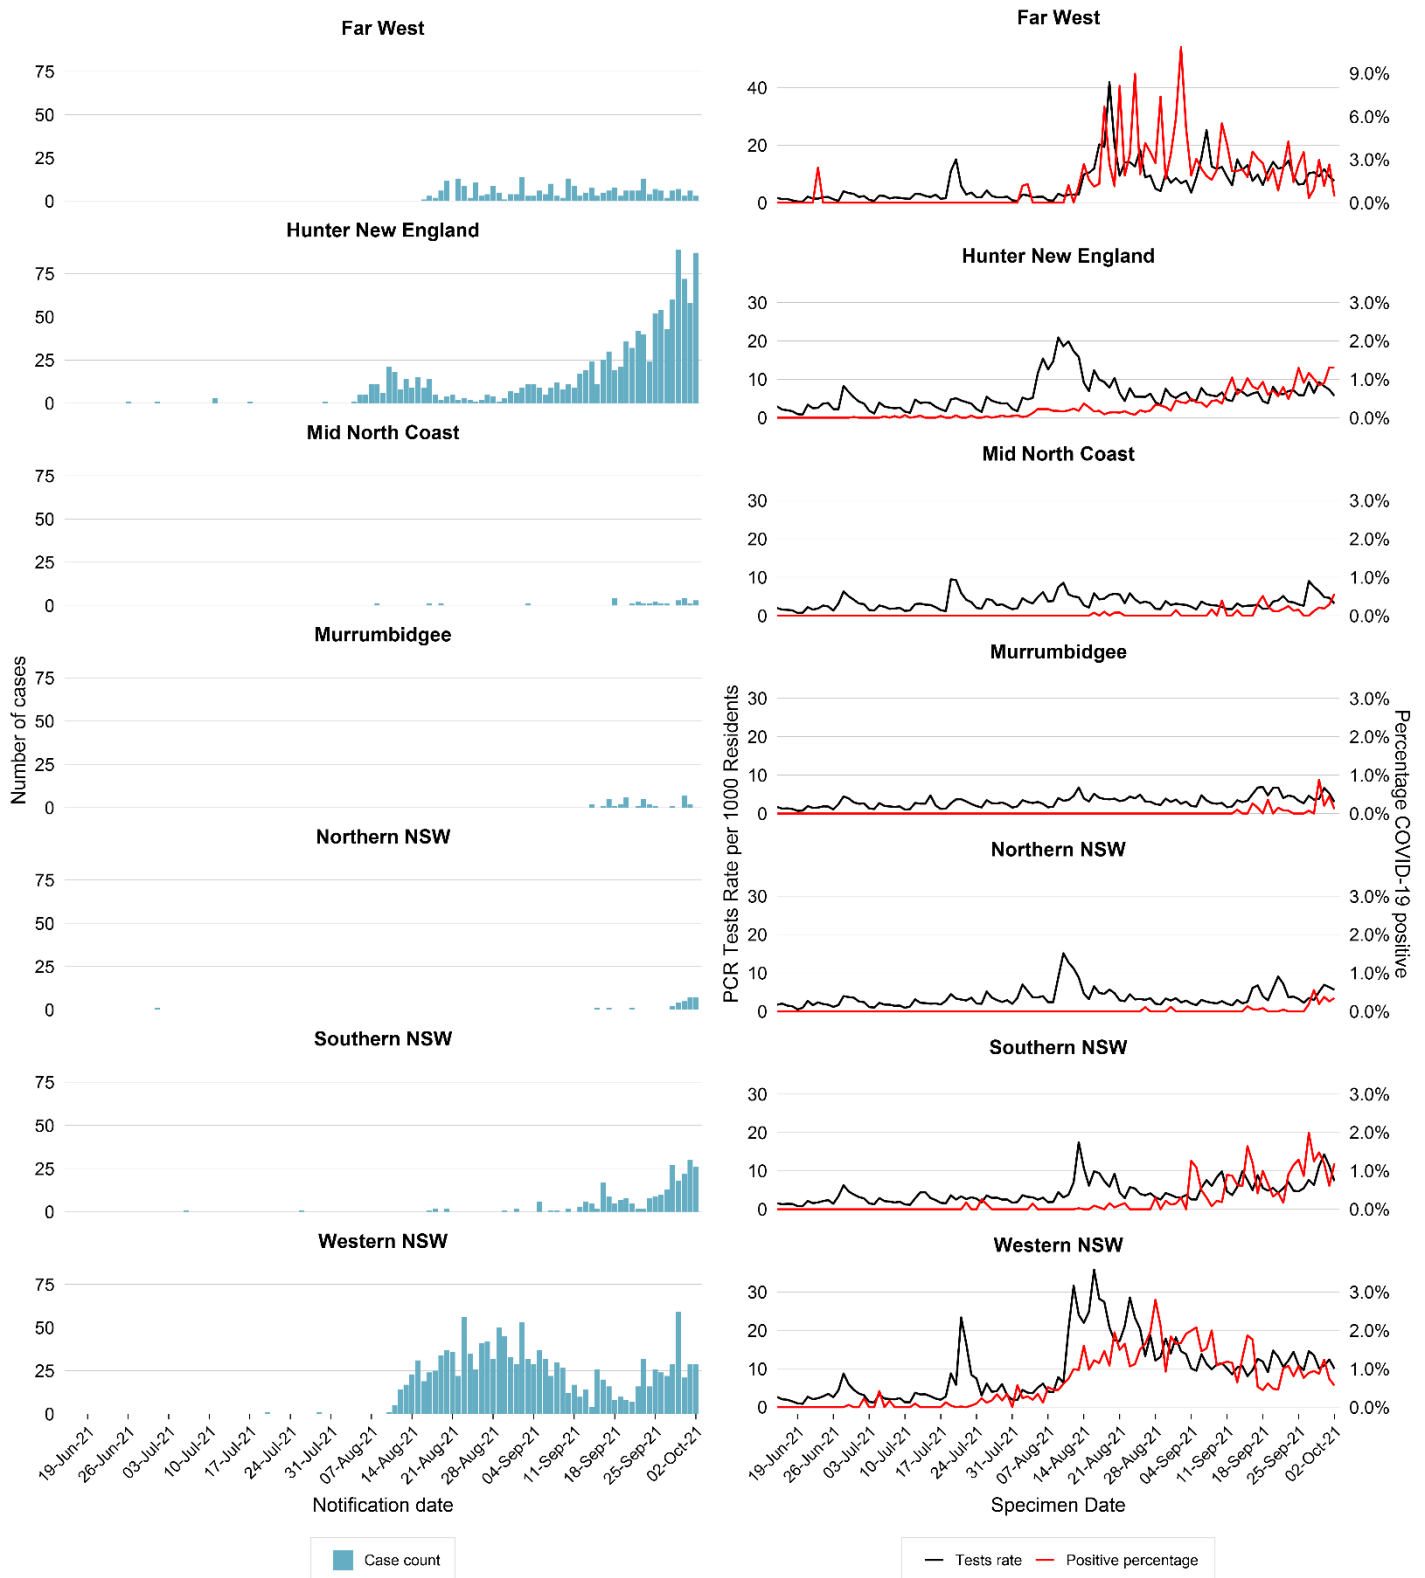 Far West
75
50
25
0
Hunter New England
75
50
25
0
Mid North Coast
75
50
25
0
Murrumbidgee
75
50
25
0
Northern NSW
75
50
25
0
Southern NSW
75
50
25
0
Western NSW
75
50
25
0
Number of cases
19-Jun-21
26-Jun-21
03-Jul-21
10-Jul-21
17-Jul-21
24-Jul-21
31-Jul-21
07-Aug-21
14-Aug-21
21-Aug-21
28-Aug-21
04-Sep-21
11-Sep-21
18-Sep-21
25-Sep-21
02-Oct-21
Notification date
Case count
Far West
40
20
0
9.0%
6.0%
3.0%
0.0%
Hunter New England
30
20
10
0
3.0%
2.0%
1.0%
0.0%
Mid North Coast
30
20
10
0
3.0%
2.0%
1.0%
0.0%
Murrumbidgee
30
20
10
0
3.0%
2.0%
1.0%
0.0%
Northern NSW
30
20
10
0
3.0%
2.0%
1.0%
0.0%
Southern NSW
30
20
10
0
3.0%
2.0%
1.0%
0.0%
Western NSW
30
20
10
0
3.0%
2.0%
1.0%
0.0%
PCR Tests Rate per 1000 Residents
Percentage COVID-19 positive
19-Jun-21
26-Jun-21
03-Jul-21
10-Jul-21
17-Jul-21
24-Jul-21
31-Jul-21
07-Aug-21
14-Aug-21
21-Aug-21
28-Aug-21
04-Sep-21
11-Sep-21
18-Sep-21
25-Sep-21
02-Oct-21
Specimen Date
Tests rate
Positive percentage